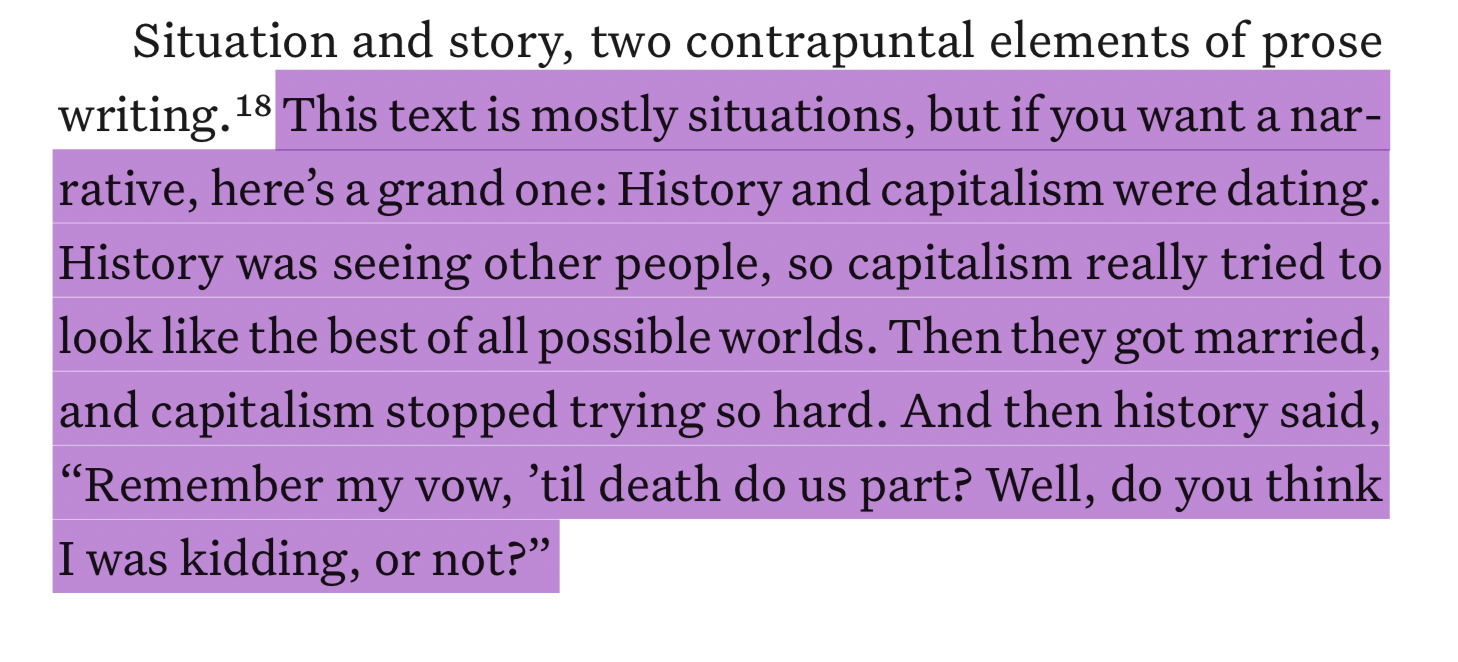 Situation and story, two contrapuntal elements of prose
writing.¹⁸ This text is mostly situations, but if you want a nar-
rative, here’s a grand one: History and capitalism were dating.
History was seeing other people, so capitalism really tried to
look like the best of all possible worlds. Then they got married,
and capitalism stopped trying so hard. And then history said,
“Remember my vow, ’til death do us part? Well, do you think
I was kidding, or not?”